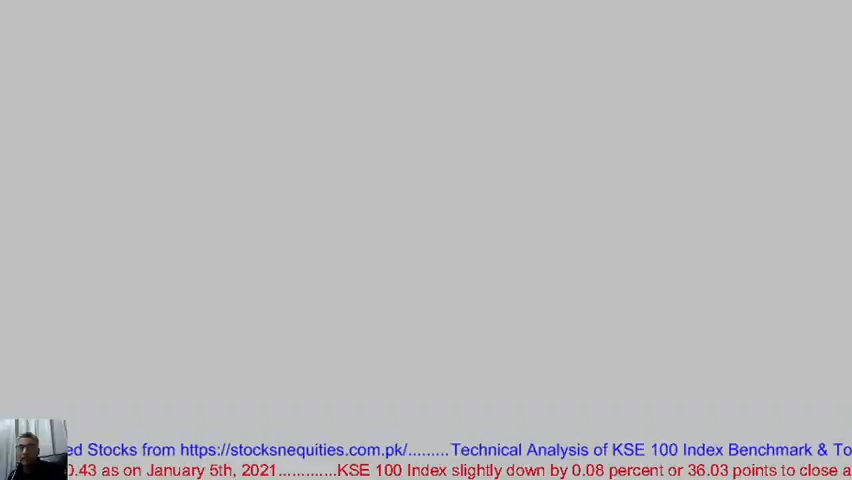 ed Stocks from https://stocksnequities.com.pk/.........Technical Analysis of KSE 100 Index Benchmark & To
0.43 as on January 5th, 2021.............KSE 100 Index slightly down by 0.08 percent or 36.03 points to close a